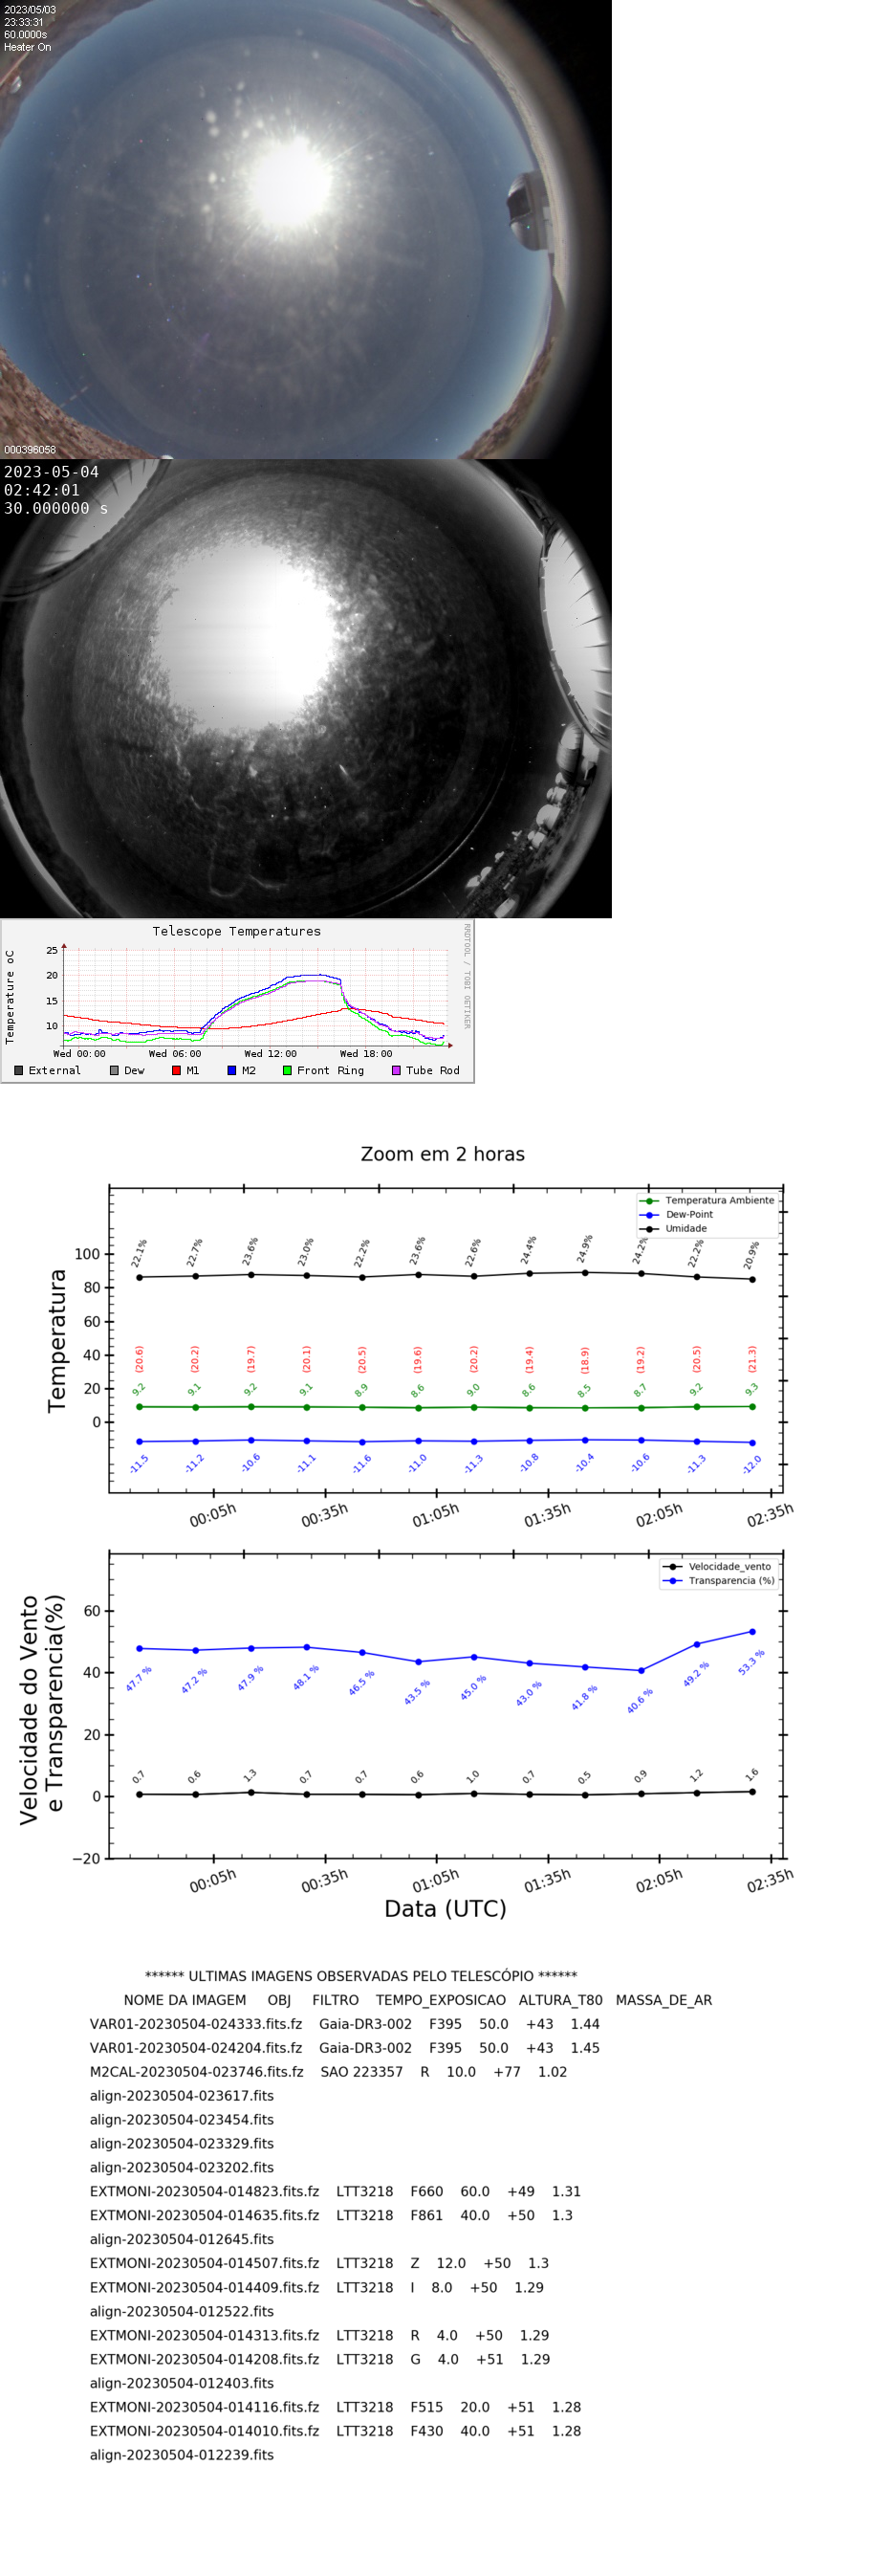 2023/05/03
23:33:31
60.0000s
Heater On
000396056
2023-05-04
02:42:01
30.000000 s
Telescope Temperatures
Temperature oC
25
20
15
10
Wed 00:00 Wed 06:00 Wed 12:00 Wed 18:00
External Dew M1 M2 Front Ring Tube Rod
RRDTOOL / TOBI OETIKER
Zoom em 2 horas
Temperatura
Temperatura Ambiente
Dew-Point
Umidade
100
80
60
40
20
0
22.1% 22.7% 23.6% 23.0% 22.2% 23.6% 22.6% 24.4% 24.9% 24.2% 22.2% 20.9%
(20.6) (20.2) (19.7) (20.1) (20.5) (19.6) (20.2) (19.4) (18.9) (19.2) (20.5) (21.3)
9.2 9.1 9.2 9.1 8.9 8.6 9.0 8.6 8.5 8.7 9.2 9.3
-11.5 -11.2 -10.6 -11.1 -11.6 -11.0 -11.3 -10.8 -10.4 -10.6 -11.3 -12.0
00:05h 00:35h 01:05h 01:35h 02:05h 02:35h
Velocidade do Vento
e Transparencia(%)
Velocidade_vento
Transparencia (%)
60
40
20
0
−20
47.7 % 47.2 % 47.9 % 48.1 % 46.5 % 43.5 % 45.0 % 43.0 % 41.8 % 40.6 % 49.2 % 53.3 %
0.7 0.6 1.3 0.7 0.7 0.6 1.0 0.7 0.5 0.9 1.2 1.6
00:05h 00:35h 01:05h 01:35h 02:05h 02:35h
Data (UTC)
****** ULTIMAS IMAGENS OBSERVADAS PELO TELESCÓPIO ******
NOME DA IMAGEM OBJ FILTRO TEMPO_EXPOSICAO ALTURA_T80 MASSA_DE_AR
VAR01-20230504-024333.fits.fz Gaia-DR3-002 F395 50.0 +43 1.44
VAR01-20230504-024204.fits.fz Gaia-DR3-002 F395 50.0 +43 1.45
M2CAL-20230504-023746.fits.fz SAO 223357 R 10.0 +77 1.02
align-20230504-023617.fits
align-20230504-023454.fits
align-20230504-023329.fits
align-20230504-023202.fits
EXTMONI-20230504-014823.fits.fz LTT3218 F660 60.0 +49 1.31
EXTMONI-20230504-014635.fits.fz LTT3218 F861 40.0 +50 1.3
align-20230504-012645.fits
EXTMONI-20230504-014507.fits.fz LTT3218 Z 12.0 +50 1.3
EXTMONI-20230504-014409.fits.fz LTT3218 I 8.0 +50 1.29
align-20230504-012522.fits
EXTMONI-20230504-014313.fits.fz LTT3218 R 4.0 +50 1.29
EXTMONI-20230504-014208.fits.fz LTT3218 G 4.0 +51 1.29
align-20230504-012403.fits
EXTMONI-20230504-014116.fits.fz LTT3218 F515 20.0 +51 1.28
EXTMONI-20230504-014010.fits.fz LTT3218 F430 40.0 +51 1.28
align-20230504-012239.fits